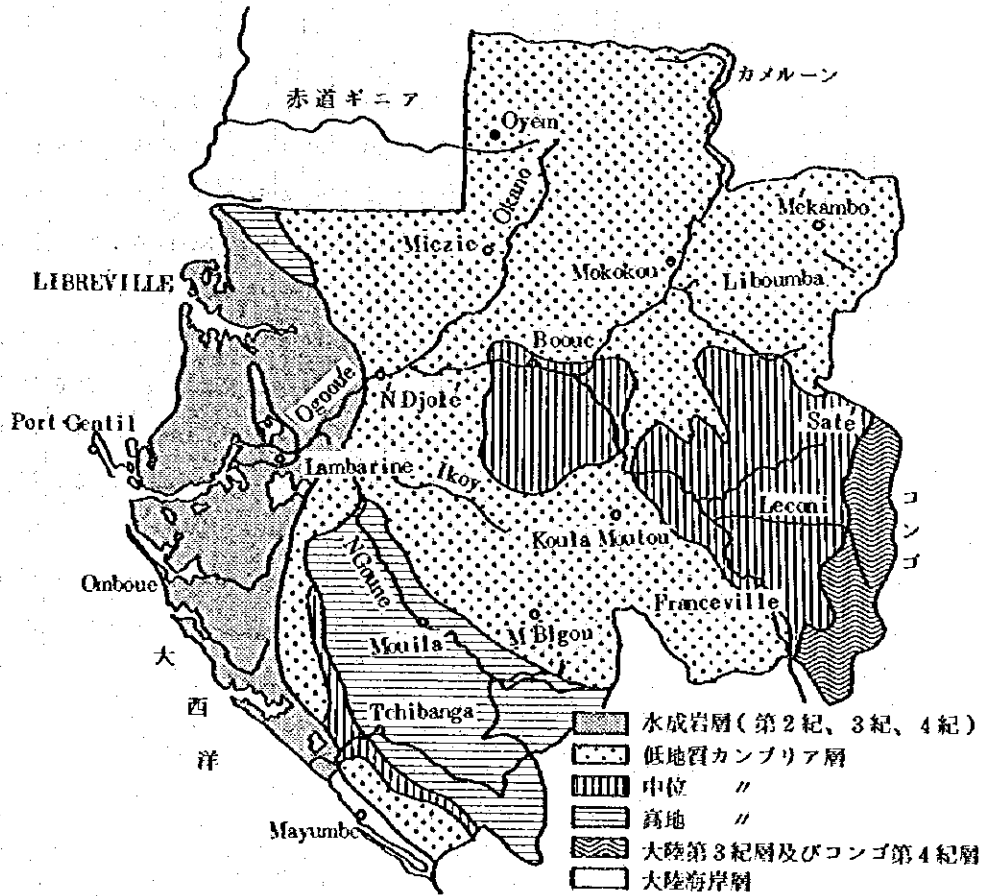 カメルーン
赤道ギニア
Oyem
Okano
Mekambo
Miczic
Mokokou
LIBREVILLE
Liboumba
Booue
Ogooue
N Djole
Port-Gentil
Saté
Lambarine
Ikoy
Leconi
コンゴ
Koula Moutou
NGoune
Omboue
Franceville
M Bigou
Mouila
大西洋
Tchibanga
水成岩層(第2紀、3紀、4紀)
低地質カンブリア層
中位 〃
高地 〃
Mayumbe
大陸第3紀層及びコンゴ第4紀層
大陸海岸層